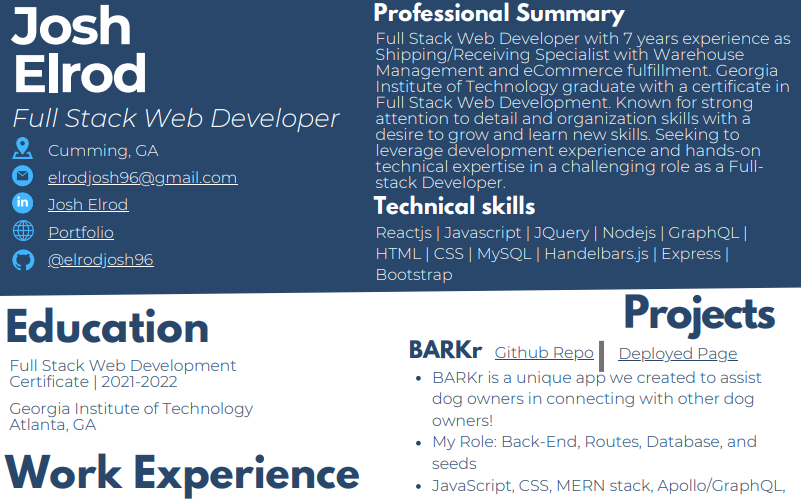 Josh
Elrod
Full Stack Web Developer
Cumming, GA
elrodjosh96@gmail.com
in
Josh Elrod
Portfolio
@elrodjosh96
Professional Summary
Full Stack Web Developer with 7 years experience as
Shipping/Receiving Specialist with Warehouse
Management and eCommerce fulfillment. Georgia
Institute of Technology graduate with a certificate in
Full Stack Web Development. Known for strong
attention to detail and organization skills with a
desire to grow and learn new skills. Seeking to
leverage development experience and hands-on
technical expertise in a challenging role as a Full-
stack Developer.
Technical skills
Reactjs | Javascript | JQuery | Nodejs | GraphQL |
HTML | CSS | MySQL | Handelbars.js | Express |
Bootstrap
Education
Full Stack Web Development
Certificate | 2021-2022
Georgia Institute of Technology
Atlanta, GA
Work Experience
Projects
BARKr Github Repo | Deployed Page
• BARKr is a unique app we created to assist
dog owners in connecting with other dog
owners!
• My Role: Back-End, Routes, Database, and
seeds
• JavaScript, CSS, MERN stack, Apollo/GraphQL,